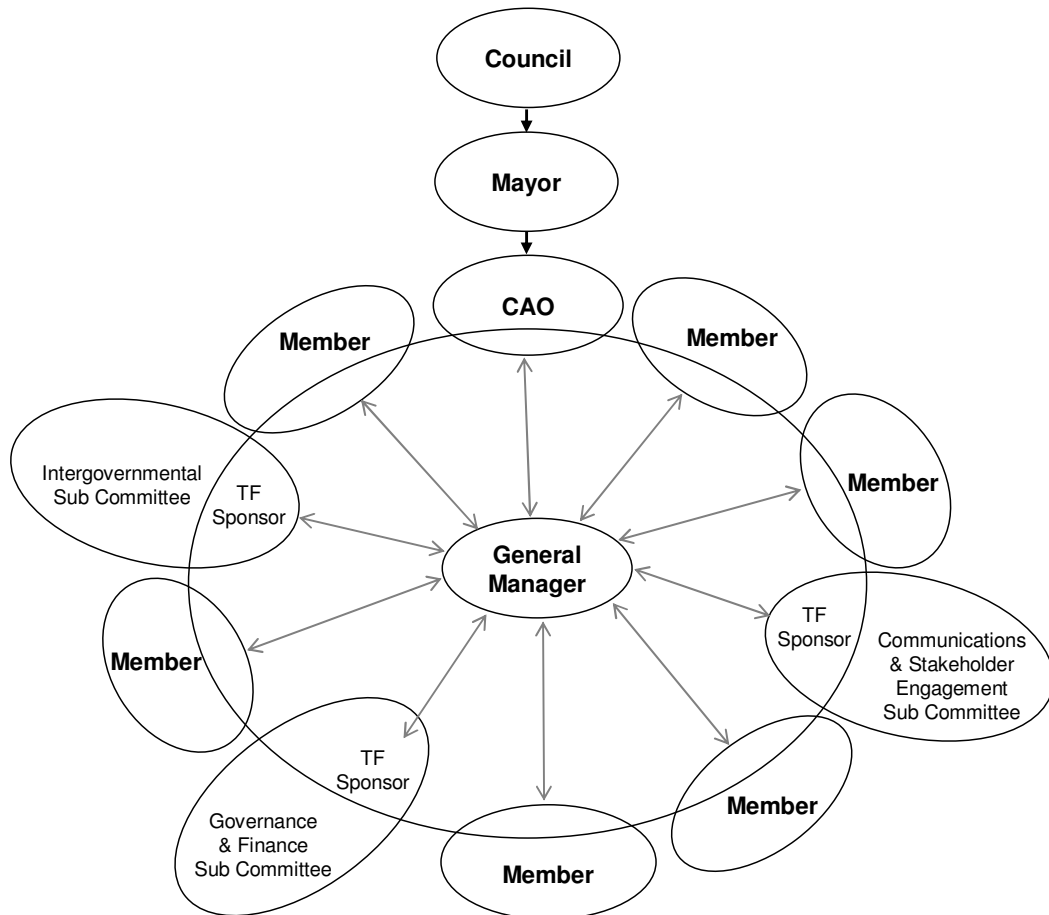 Council
Mayor
CAO
Member
Member
Intergovernmental
Sub Committee
TF
Sponsor
Member
General
Manager
TF
Sponsor
Communications
& Stakeholder
Engagement
Sub Committee
Member
TF
Sponsor
Governance
& Finance
Sub Committee
Member
Member